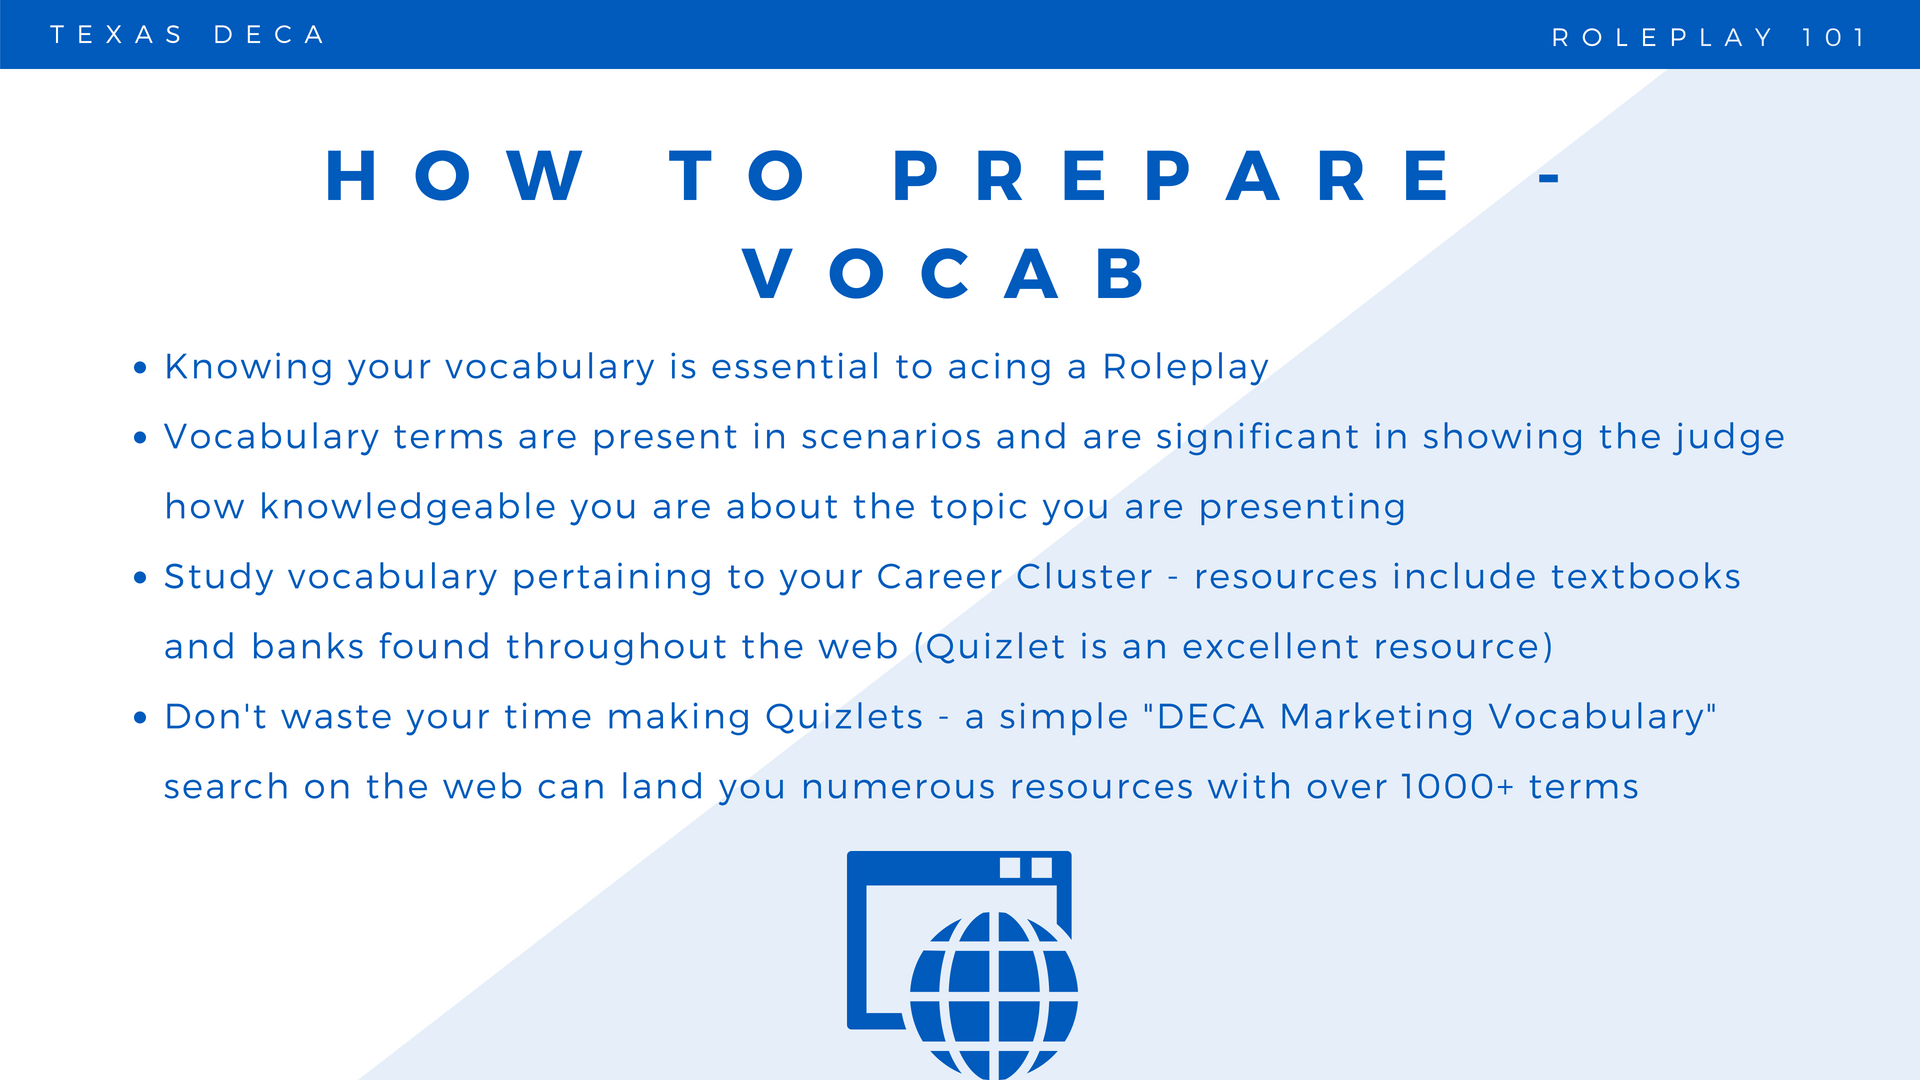 TEXAS DECA
ROLEPLAY 101
HOW TO PREPARE -
VOCAB
• Knowing your vocabulary is essential to acing a Roleplay
• Vocabulary terms are present in scenarios and are significant in showing the judge
how knowledgeable you are about the topic you are presenting
• Study vocabulary pertaining to your Career Cluster - resources include textbooks
and banks found throughout the web (Quizlet is an excellent resource)
• Don't waste your time making Quizlets - a simple "DECA Marketing Vocabulary"
search on the web can land you numerous resources with over 1000+ terms